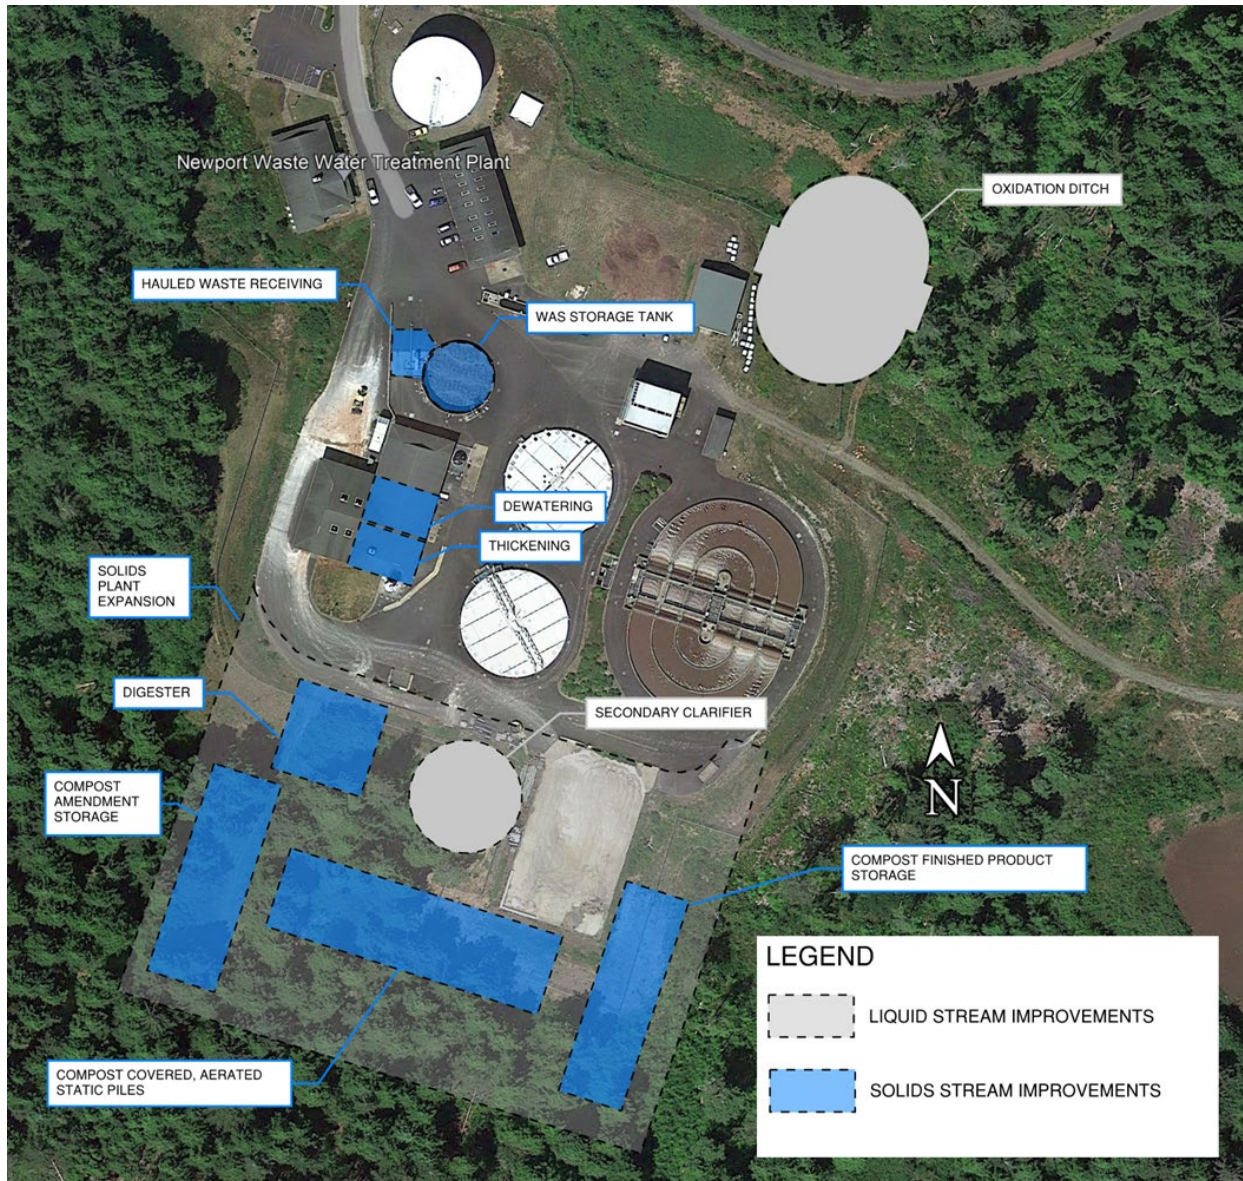 Newport Waste Water Treatment Plant
OXIDATION DITCH
HAULED WASTE RECEIVING
WAS STORAGE TANK
DEWATERING
THICKENING
SOLIDS
PLANT
EXPANSION
DIGESTER
SECONDARY CLARIFIER
COMPOST
AMENDMENT
STORAGE
N
COMPOST FINISHED PRODUCT
STORAGE
COMPOST COVERED, AERATED
STATIC PILES
LEGEND
LIQUID STREAM IMPROVEMENTS
SOLIDS STREAM IMPROVEMENTS